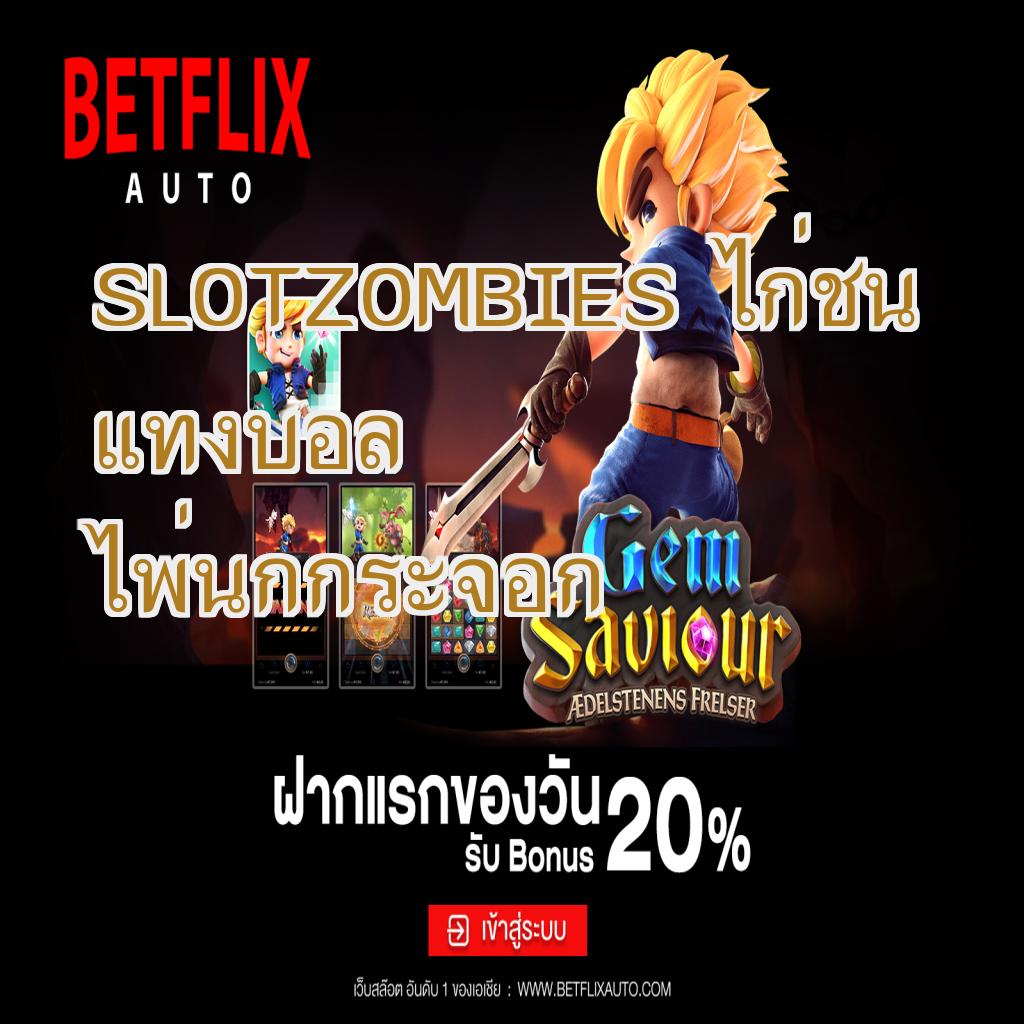 BETFLIX
AUTO
SLOTZOMBIES ไก่ชน
แทงบอล
ไพ่นกกระจอก
Gem
Saviour
ÆDELSTENENS FRELSER
ฝากแรกของวัน
รับ Bonus 20%
เข้าสู่ระบบ
เว็บสล๊อต อันดับ 1 ของเอเชีย : WWW.BETFLIXAUTO.COM